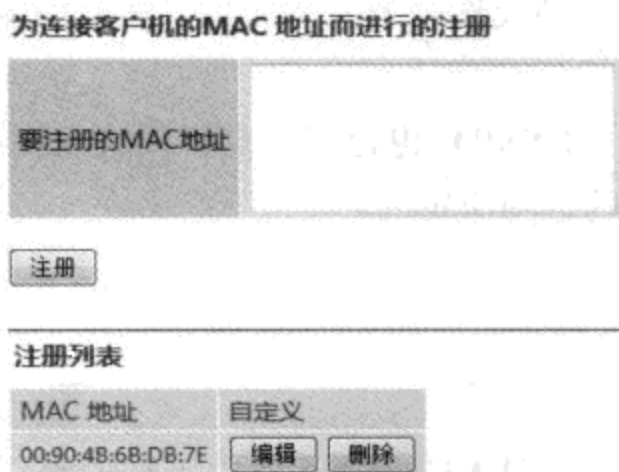 为连接客户机的MAC 地址而进行的注册
要注册的MAC地址
注册
注册列表
MAC 地址 自定义
00:90:4B:6B:DB:7E 编辑 删除